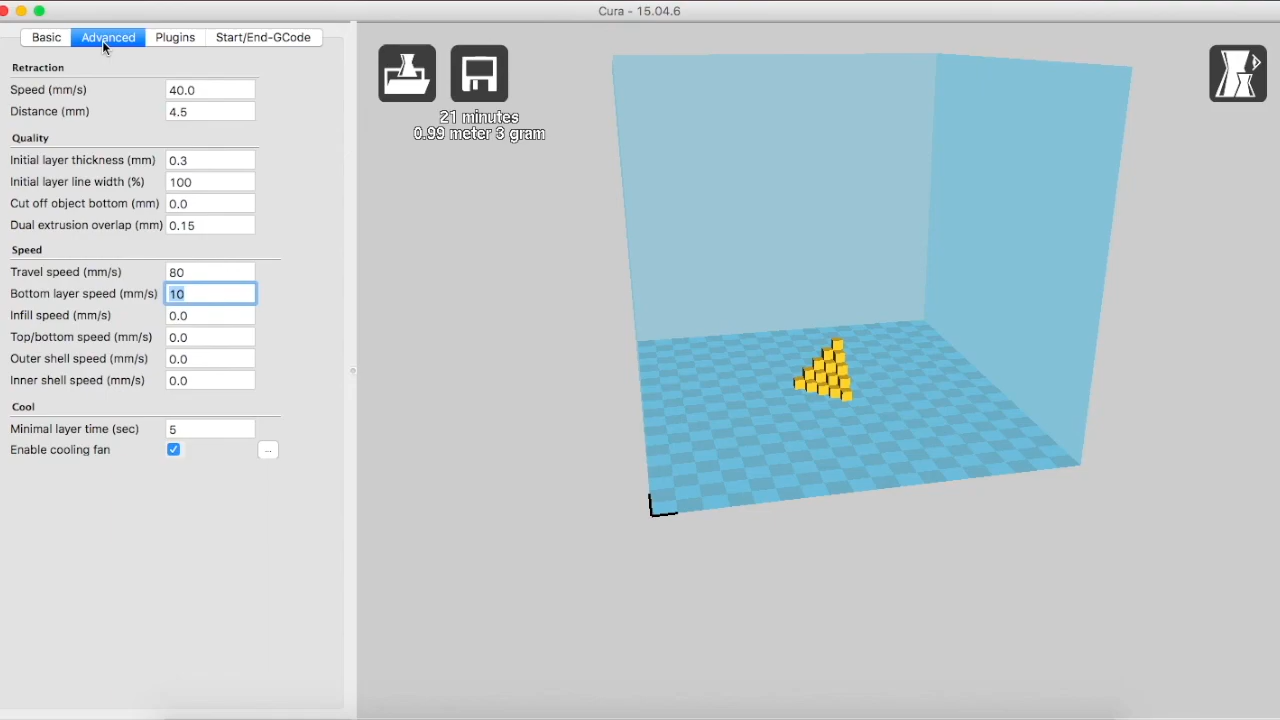 Cura - 15.04.6
Basic Advanced Plugins Start/End-GCode
Retraction
Speed (mm/s) 40.0
Distance (mm) 4.5
Quality
Initial layer thickness (mm) 0.3
Initial layer line width (%) 100
Cut off object bottom (mm) 0.0
Dual extrusion overlap (mm) 0.15
Speed
Travel speed (mm/s) 80
Bottom layer speed (mm/s) 10
Infill speed (mm/s) 0.0
Top/bottom speed (mm/s) 0.0
Outer shell speed (mm/s) 0.0
Inner shell speed (mm/s) 0.0
Cool
Minimal layer time (sec) 5
Enable cooling fan ...
21 minutes
0.99 meter 3 gram